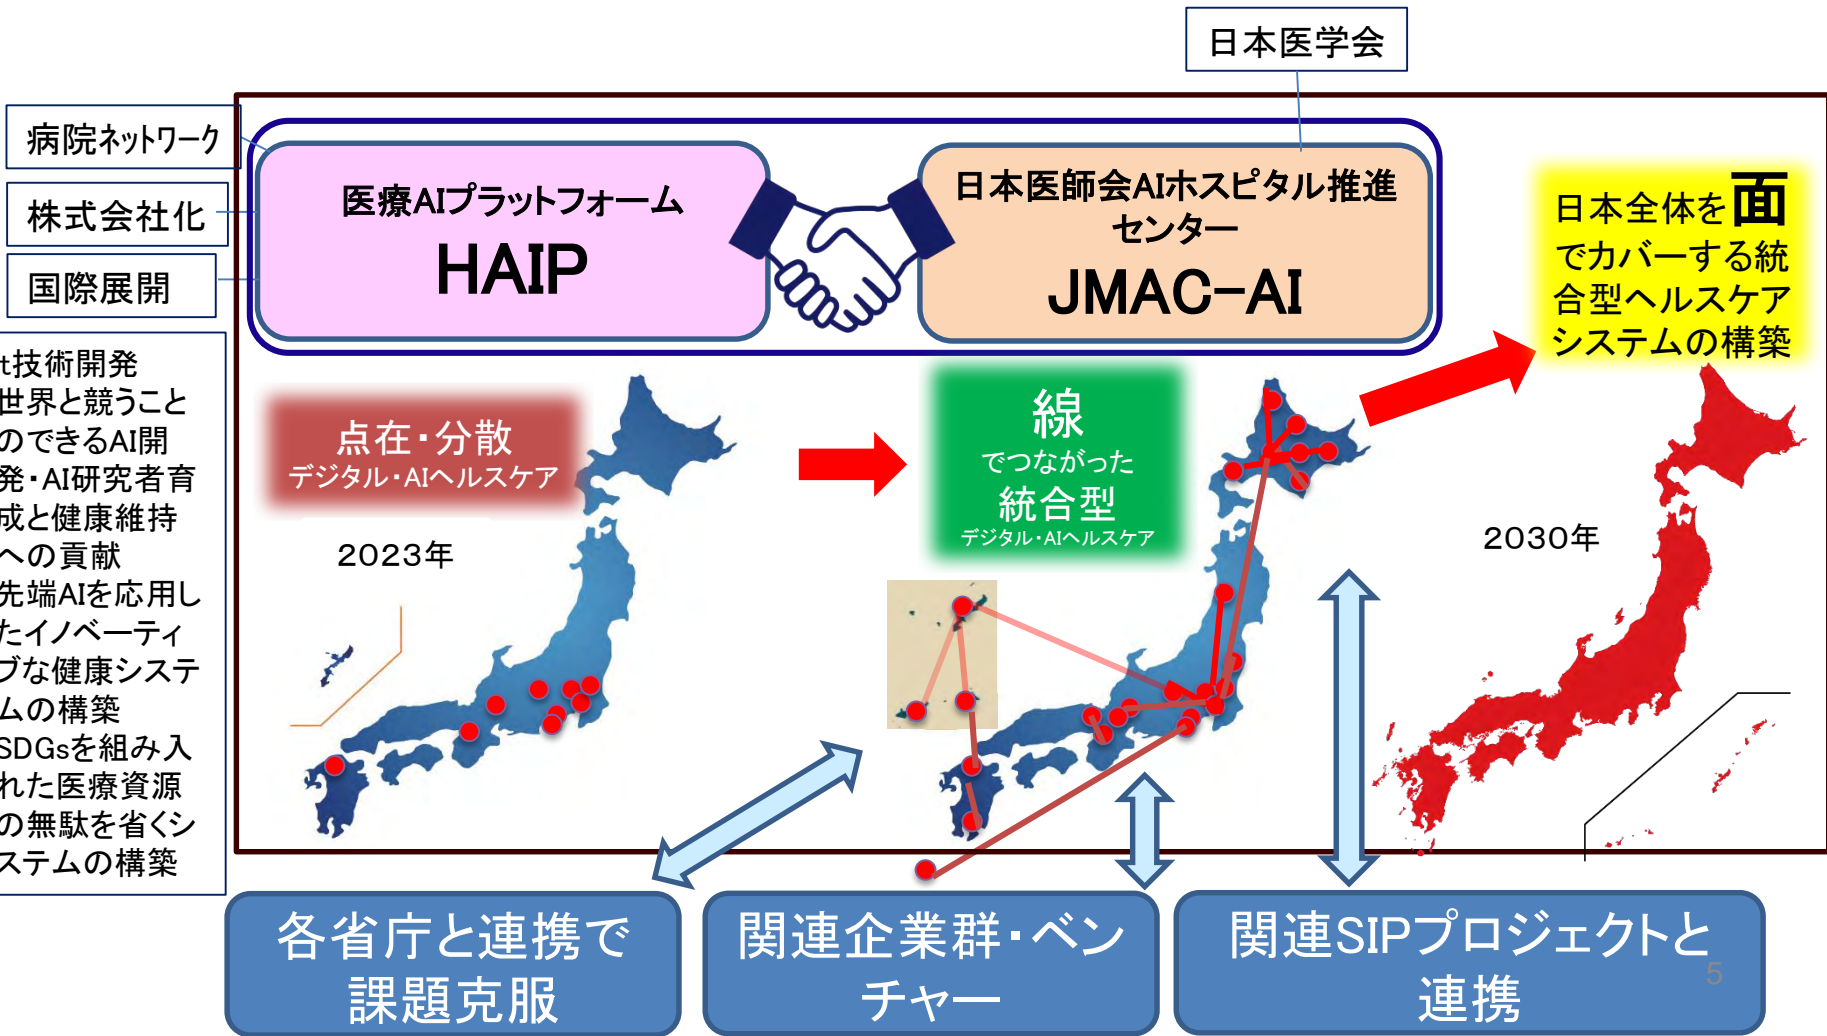 日本医学会
病院ネットワーク
株式会社化
国際展開
医療AIプラットフォーム
HAIP
日本医師会AIホスピタル推進
センター
JMAC-AI
日本全体を面
でカバーする統
合型ヘルスケア
システムの構築
t技術開発
世界と競うこと
のできるAI開
発・AI研究者育
成と健康維持
への貢献
先端AIを応用し
たイノベーティ
ブな健康システ
ムの構築
SDGsを組み入
れた医療資源
の無駄を省くシ
ステムの構築
点在・分散
デジタル・AIヘルスケア
2023年
線
でつながった
統合型
デジタル・AIヘルスケア
2030年
各省庁と連携で
課題克服
関連企業群・ベン
チャー
関連SIPプロジェクトと
連携
5